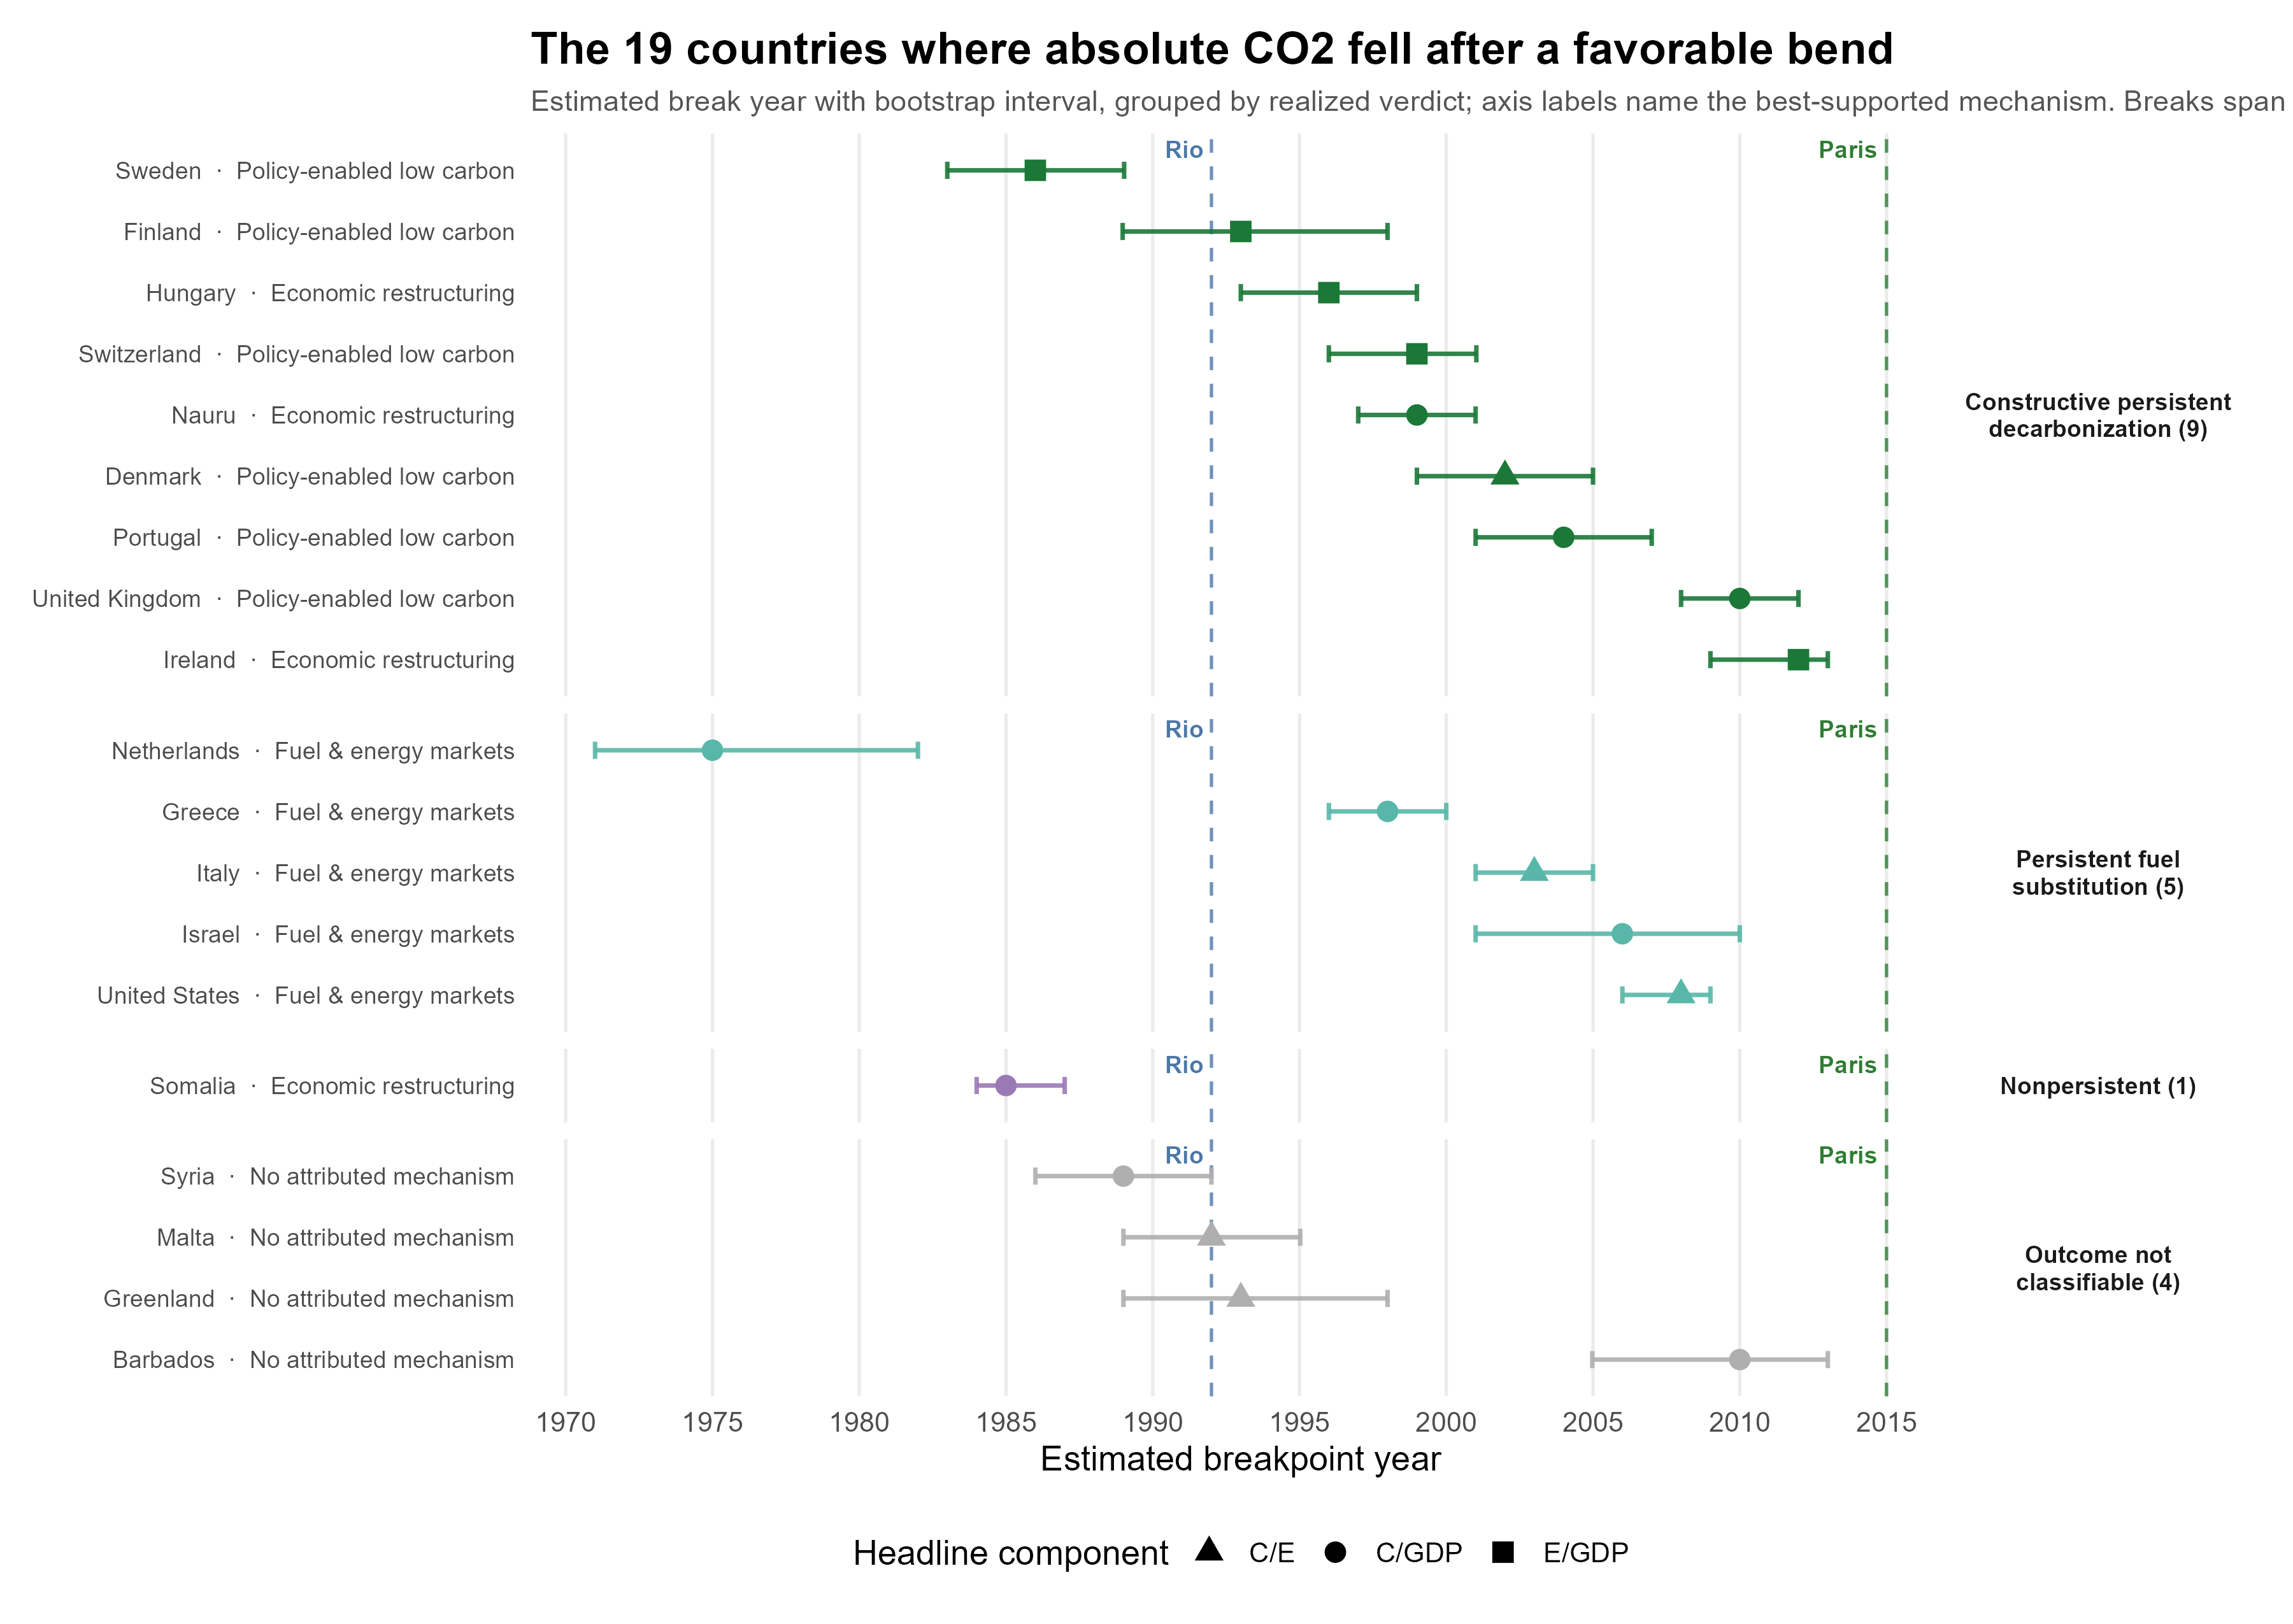 The 19 countries where absolute CO2 fell after a favorable bend
Estimated break year with bootstrap interval, grouped by realized verdict; axis labels name the best-supported mechanism. Breaks span
Rio
Paris
Sweden · Policy-enabled low carbon
Finland · Policy-enabled low carbon
Hungary · Economic restructuring
Switzerland · Policy-enabled low carbon
Nauru · Economic restructuring
Denmark · Policy-enabled low carbon
Portugal · Policy-enabled low carbon
United Kingdom · Policy-enabled low carbon
Ireland · Economic restructuring
Constructive persistent
decarbonization (9)
Rio
Paris
Netherlands · Fuel & energy markets
Greece · Fuel & energy markets
Italy · Fuel & energy markets
Israel · Fuel & energy markets
United States · Fuel & energy markets
Persistent fuel
substitution (5)
Rio
Paris
Somalia · Economic restructuring
Nonpersistent (1)
Rio
Paris
Syria · No attributed mechanism
Malta · No attributed mechanism
Greenland · No attributed mechanism
Barbados · No attributed mechanism
Outcome not
classifiable (4)
1970 1975 1980 1985 1990 1995 2000 2005 2010 2015
Estimated breakpoint year
Headline component C/E C/GDP E/GDP